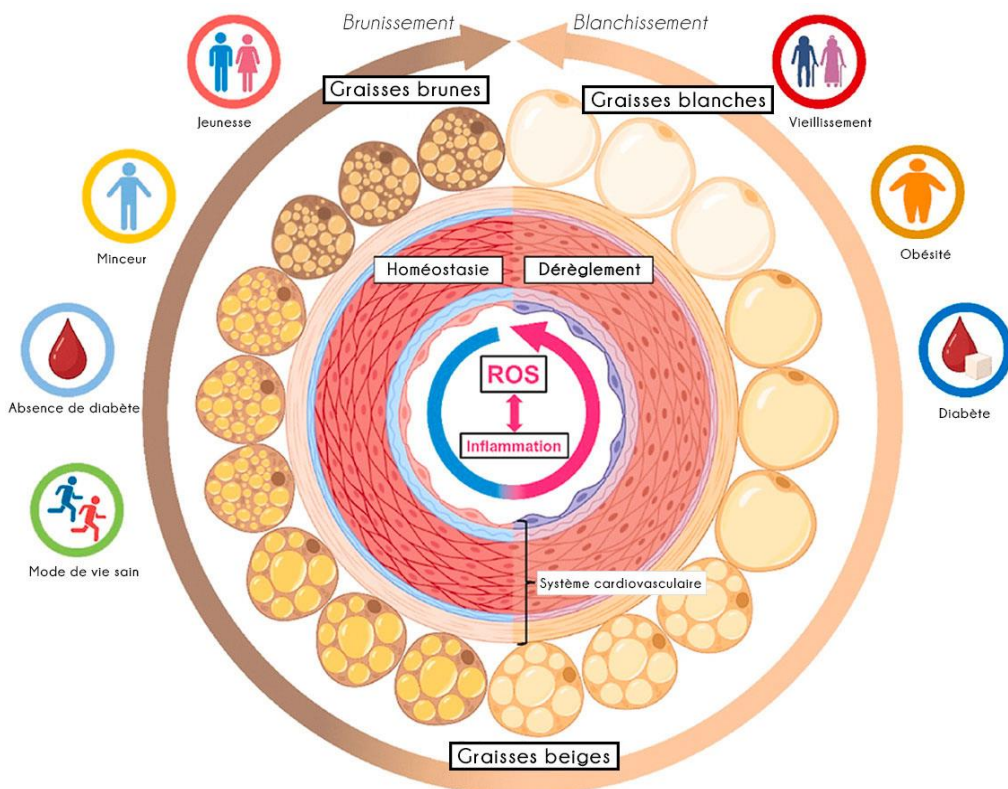 Brunissement
Blanchissement
Graisses brunes
Graisses blanches
Jeunesse
Vieillissement
Minceur
Obésité
Homéostasie
Dérèglement
ROS
Inflammation
Absence de diabète
Diabète
Mode de vie sain
Système cardiovasculaire
Graisses beiges